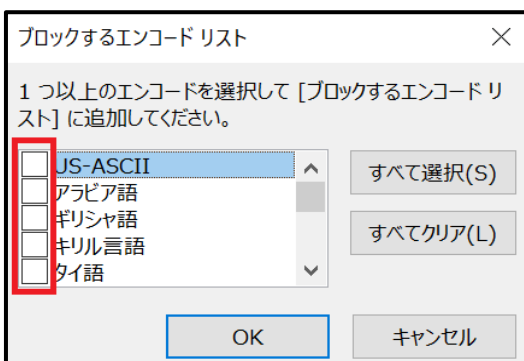 ブロックするエンコード リスト
1 つ以上のエンコードを選択して [ブロックするエンコード リ
スト] に追加してください。
US-ASCII
アラビア語
ギリシャ語
キリル言語
タイ語
すべて選択(S)
すべてクリア(L)
OK
キャンセル